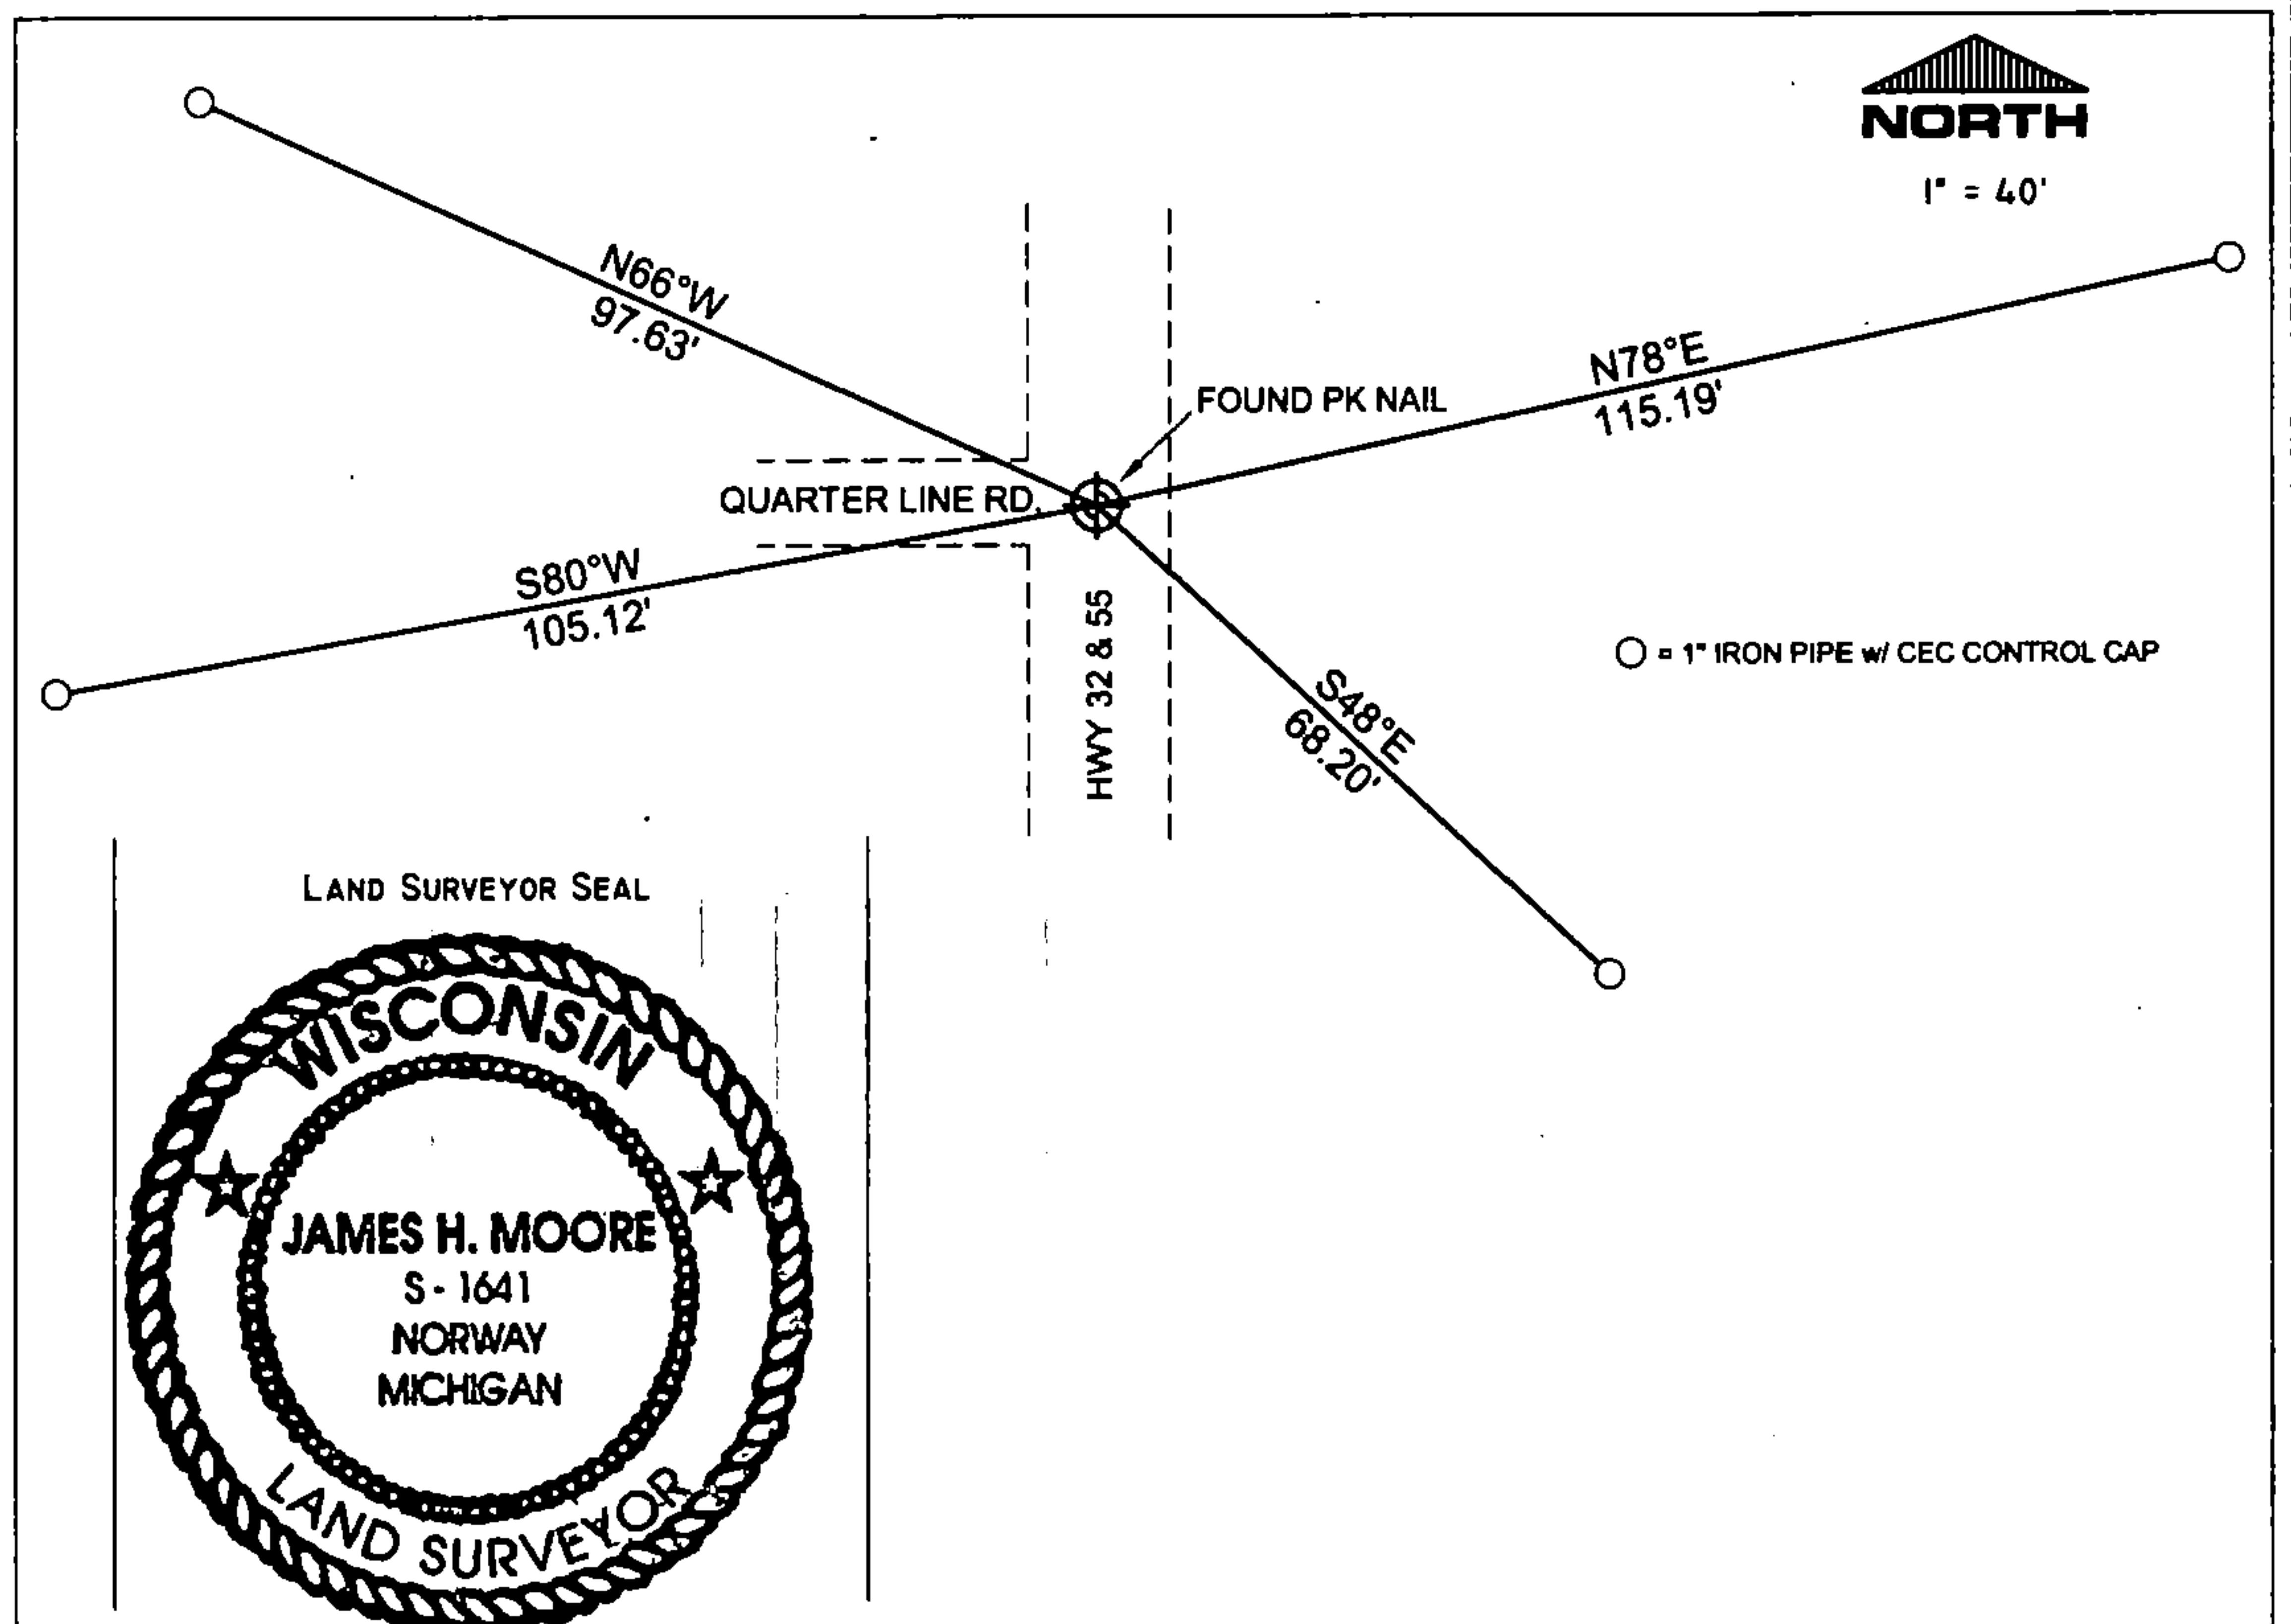 NORTH
1" = 40'
N66°W
97.63'
N78°E
115.19'
FOUND PK NAIL
QUARTER LINE RD.
S80°W
105.12'
HWY 32 & 55
S48°E
68.20'
= 1" IRON PIPE w/ CEC CONTROL CAP
LAND SURVEYOR SEAL
WISCONSIN
JAMES H. MOORE
S - 1641
NORWAY
MICHIGAN
LAND SURVEYOR